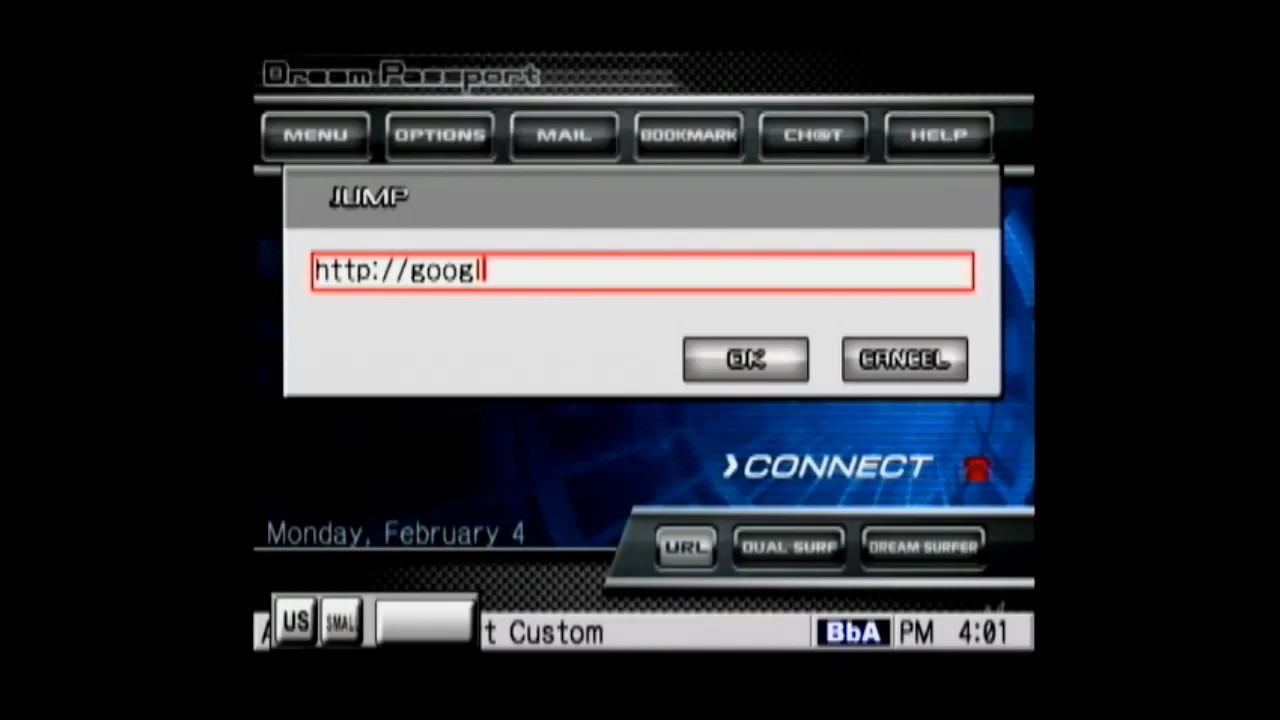 Dream Passport
MENU OPTIONS MAIL BOOKMARK CH@T HELP
JUMP
http://googl
OK CANCEL
CONNECT
Monday, February 4
URL DUAL SURF DREAM SURFER
US SMAL t Custom BbA PM 4:01